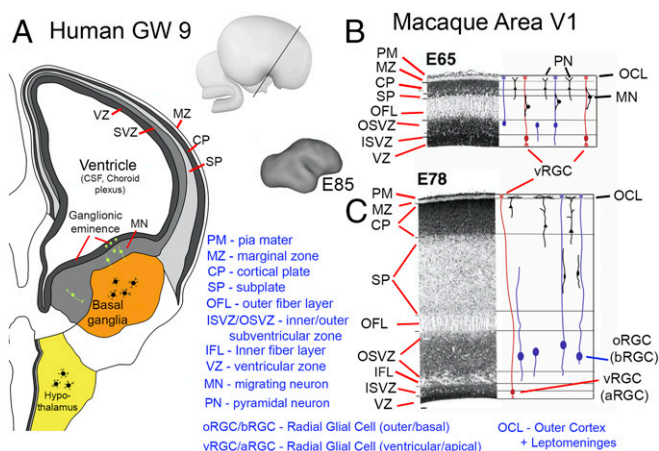 A Human GW 9
Macaque Area V1
B
E65
PM
MZ
CP
SP
OFL
OSVZ
ISVZ
VZ
PN
OCL
MN
vRGC
E78
C
PM
MZ
CP
SP
OFL
OSVZ
IFL
ISVZ
VZ
OCL
oRGC
(bRGC)
vRGC
(aRGC)
VZ
SVZ
MZ
CP
SP
Ventricle
(CSF, Choroid
plexus)
Ganglionic
eminence
MN
Basal
ganglia
Hypo-
thalamus
E85
PM - pia mater
MZ - marginal zone
CP - cortical plate
SP - subplate
OFL - outer fiber layer
ISVZ/OSVZ - inner/outer
subventricular zone
IFL - Inner fiber layer
VZ - ventricular zone
MN - migrating neuron
PN - pyramidal neuron
oRGC/bRGC - Radial Glial Cell (outer/basal)
vRGC/aRGC - Radial Glial Cell (ventricular/apical)
OCL - Outer Cortex
+ Leptomeninges